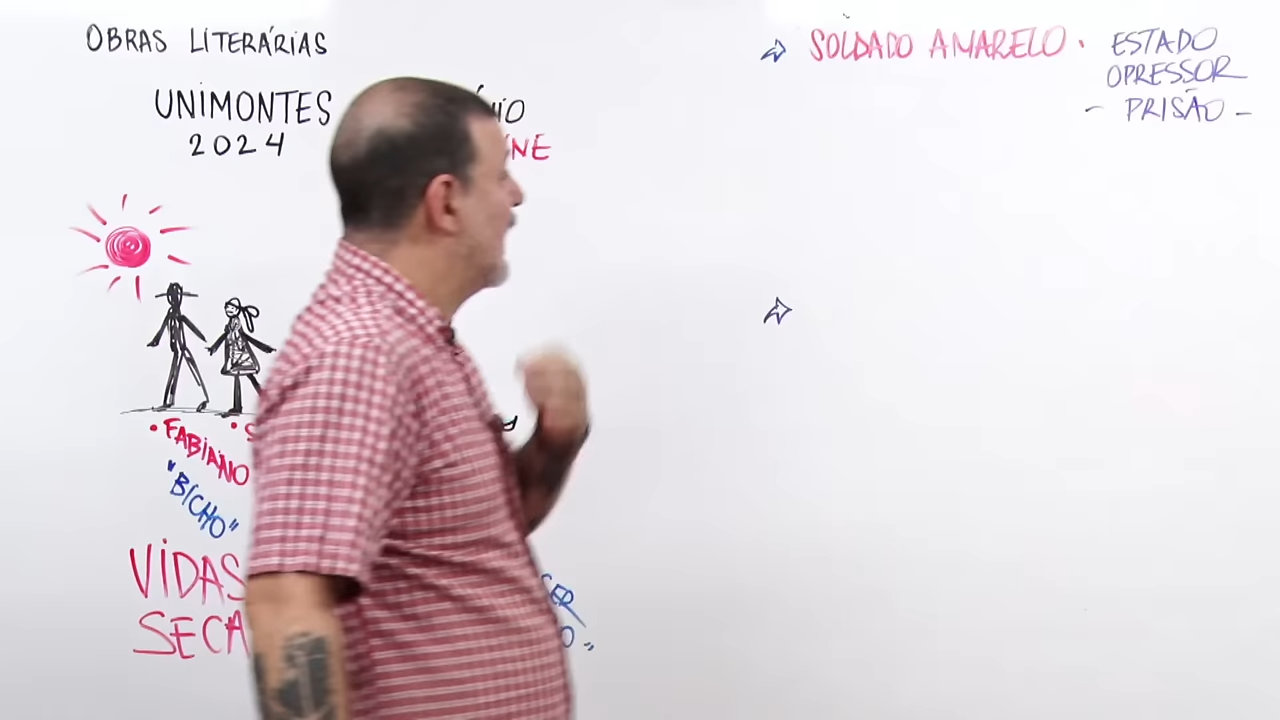 OBRAS LITERÁRIAS
UNIMONTES
2024
• FABIANO
"BICHO"
VIDAS
SECA
SOLDADO AMARELO •
ESTADO
OPRESSOR
- PRISÃO -